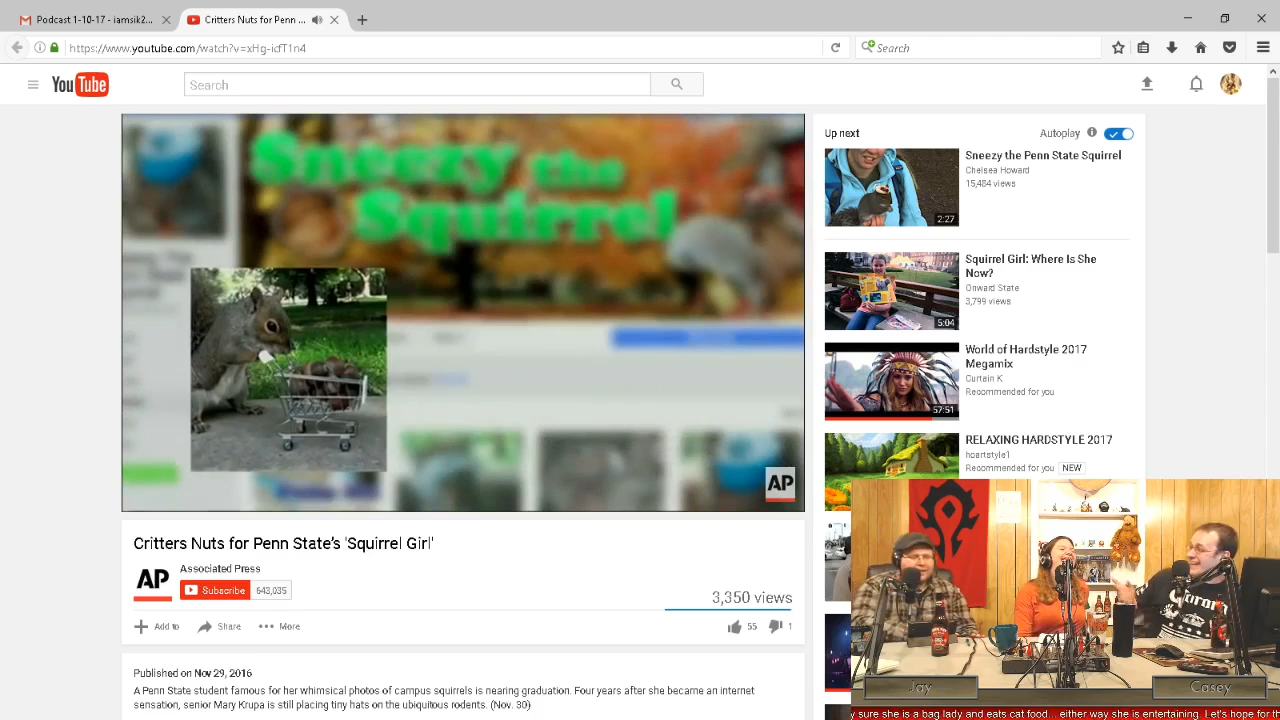 Podcast 1-10-17 - iamsik2...
Critters Nuts for Penn ...
https://www.youtube.com/watch?v=xHg-icfT1n4
Search
YouTube
Search
Sneezy the
Squirrel
AP
Up next
Autoplay
Sneezy the Penn State Squirrel
Chelsea Howard
15,484 views
2:27
Squirrel Girl: Where Is She
Now?
Onward State
3,799 views
5:04
World of Hardstyle 2017
Megamix
Curtain K
Recommended for you
57:51
RELAXING HARDSTYLE 2017
heartstyle1
Recommended for you NEW
Critters Nuts for Penn State's 'Squirrel Girl'
AP
Associated Press
Subscribe 643,035
3,350 views
Add to Share More
55 1
Published on Nov 29, 2016
A Penn State student famous for her whimsical photos of campus squirrels is nearing graduation. Four years after she became an internet
sensation, senior Mary Krupa is still placing tiny hats on the ubiquitous rodents. (Nov. 30)
Jay
Casey
y sure she is a bag lady and eats cat food... either way she is entertaining. Let's hope for th